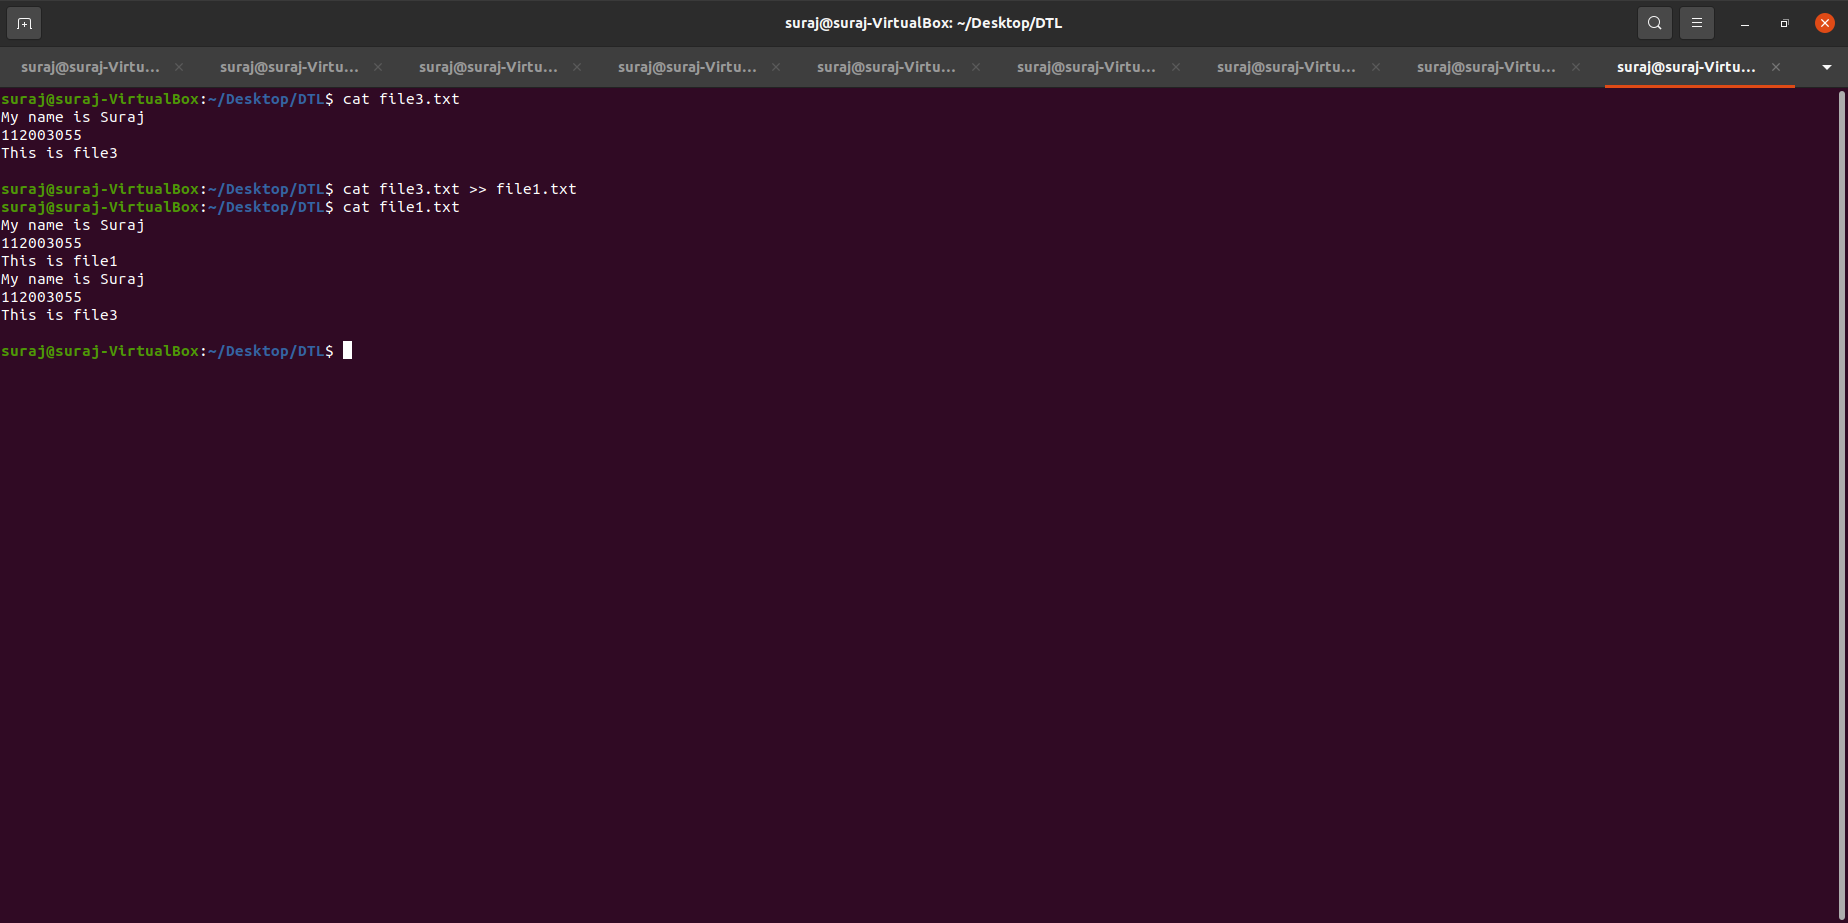 suraj@suraj-VirtualBox: ~/Desktop/DTL
suraj@suraj-Virtu... suraj@suraj-Virtu... suraj@suraj-Virtu... suraj@suraj-Virtu... suraj@suraj-Virtu... suraj@suraj-Virtu... suraj@suraj-Virtu... suraj@suraj-Virtu... suraj@suraj-Virtu...
suraj@suraj-VirtualBox:~/Desktop/DTL$ cat file3.txt
My name is Suraj
112003055
This is file3
suraj@suraj-VirtualBox:~/Desktop/DTL$ cat file3.txt >> file1.txt
suraj@suraj-VirtualBox:~/Desktop/DTL$ cat file1.txt
My name is Suraj
112003055
This is file1
My name is Suraj
112003055
This is file3
suraj@suraj-VirtualBox:~/Desktop/DTL$